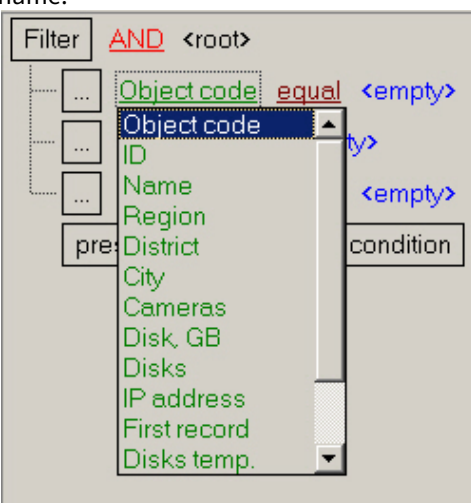 name.
Filter AND <root>
... Object code equal <empty>
Object code
... ty>
ID
Name
... <empty>
Region
pre District condition
City
Cameras
Disk, GB
Disks
IP address
First record
Disks temp.